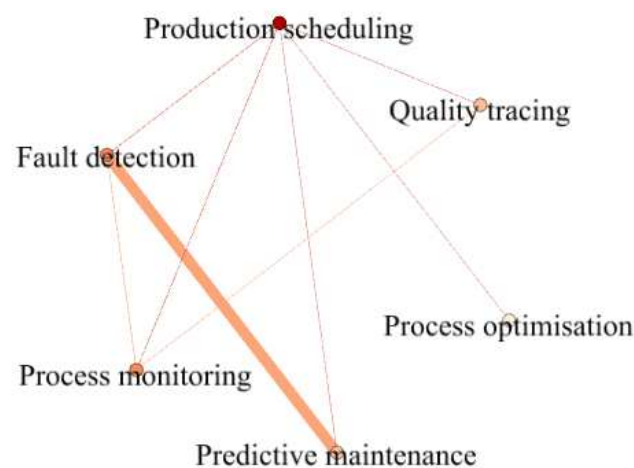 Production scheduling
Quality tracing
Fault detection
Process optimisation
Process monitoring
Predictive maintenance